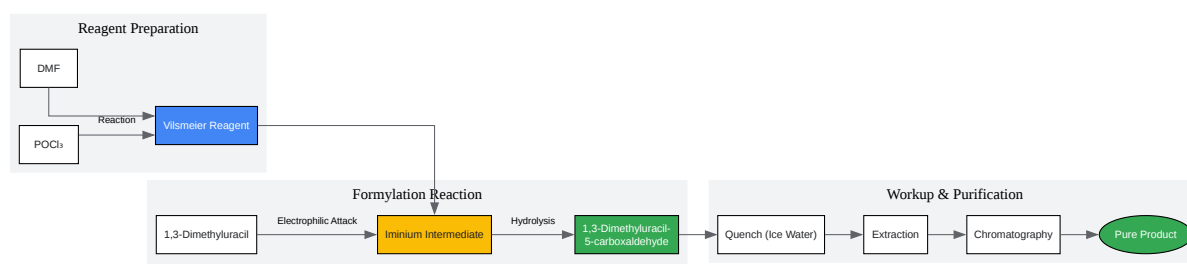 Reagent Preparation
DMF
Reaction
Vilsmeier Reagent
POCl₃
Formylation Reaction
1,3-Dimethyluracil
Electrophilic Attack
Iminium Intermediate
Hydrolysis
1,3-Dimethyluracil-
5-carboxaldehyde
Workup & Purification
Quench (Ice Water)
Extraction
Chromatography
Pure Product